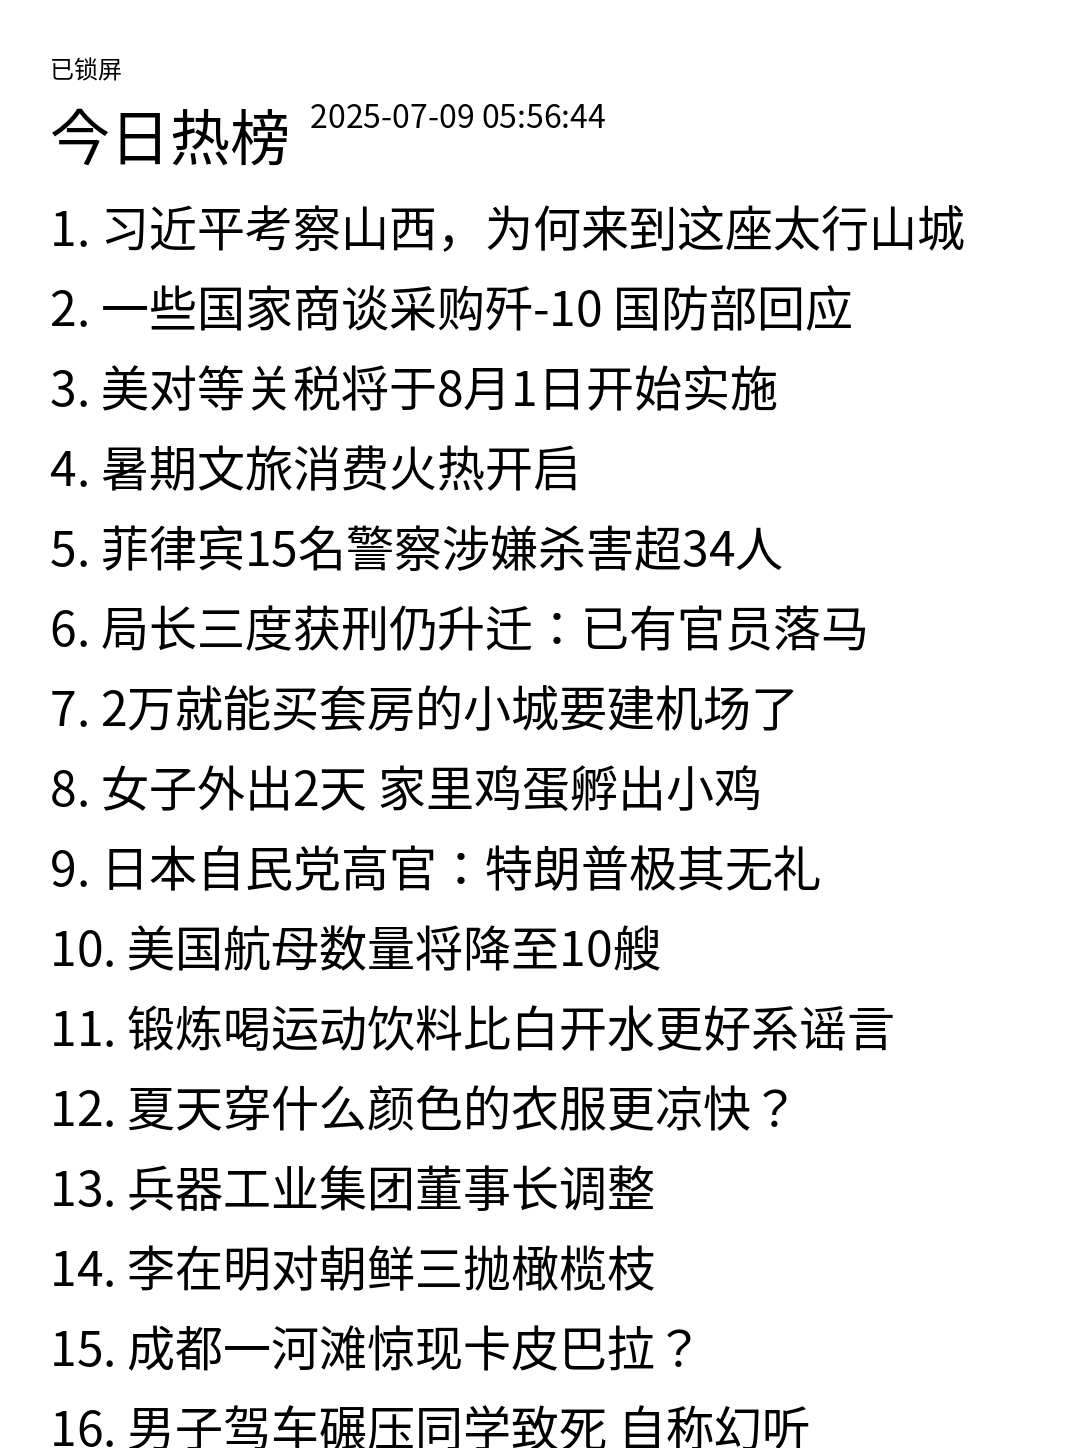 已锁屏
今日热榜 2025-07-09 05:56:44
1. 习近平考察山西，为何来到这座太行山城
2. 一些国家商谈采购歼-10 国防部回应
3. 美对等关税将于8月1日开始实施
4. 暑期文旅消费火热开启
5. 菲律宾15名警察涉嫌杀害超34人
6. 局长三度获刑仍升迁：已有官员落马
7. 2万就能买套房的小城要建机场了
8. 女子外出2天 家里鸡蛋孵出小鸡
9. 日本自民党高官：特朗普极其无礼
10. 美国航母数量将降至10艘
11. 锻炼喝运动饮料比白开水更好系谣言
12. 夏天穿什么颜色的衣服更凉快？
13. 兵器工业集团董事长调整
14. 李在明对朝鲜三抛橄榄枝
15. 成都一河滩惊现卡皮巴拉？
16. 男子驾车碾压同学致死 自称幻听